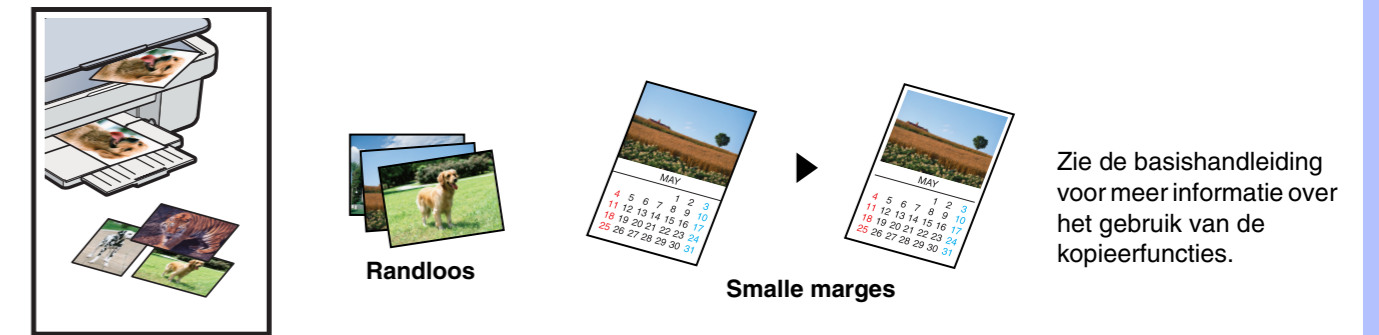 Randloos
MAY
1 2 3
4 5 6 7 8 9 10
11 12 13 14 15 16 17
18 19 20 21 22 23 24
25 26 27 28 29 30 31
MAY
1 2 3
4 5 6 7 8 9 10
11 12 13 14 15 16 17
18 19 20 21 22 23 24
25 26 27 28 29 30 31
Smalle marges
Zie de basishandleiding
voor meer informatie over
het gebruik van de
kopieerfuncties.